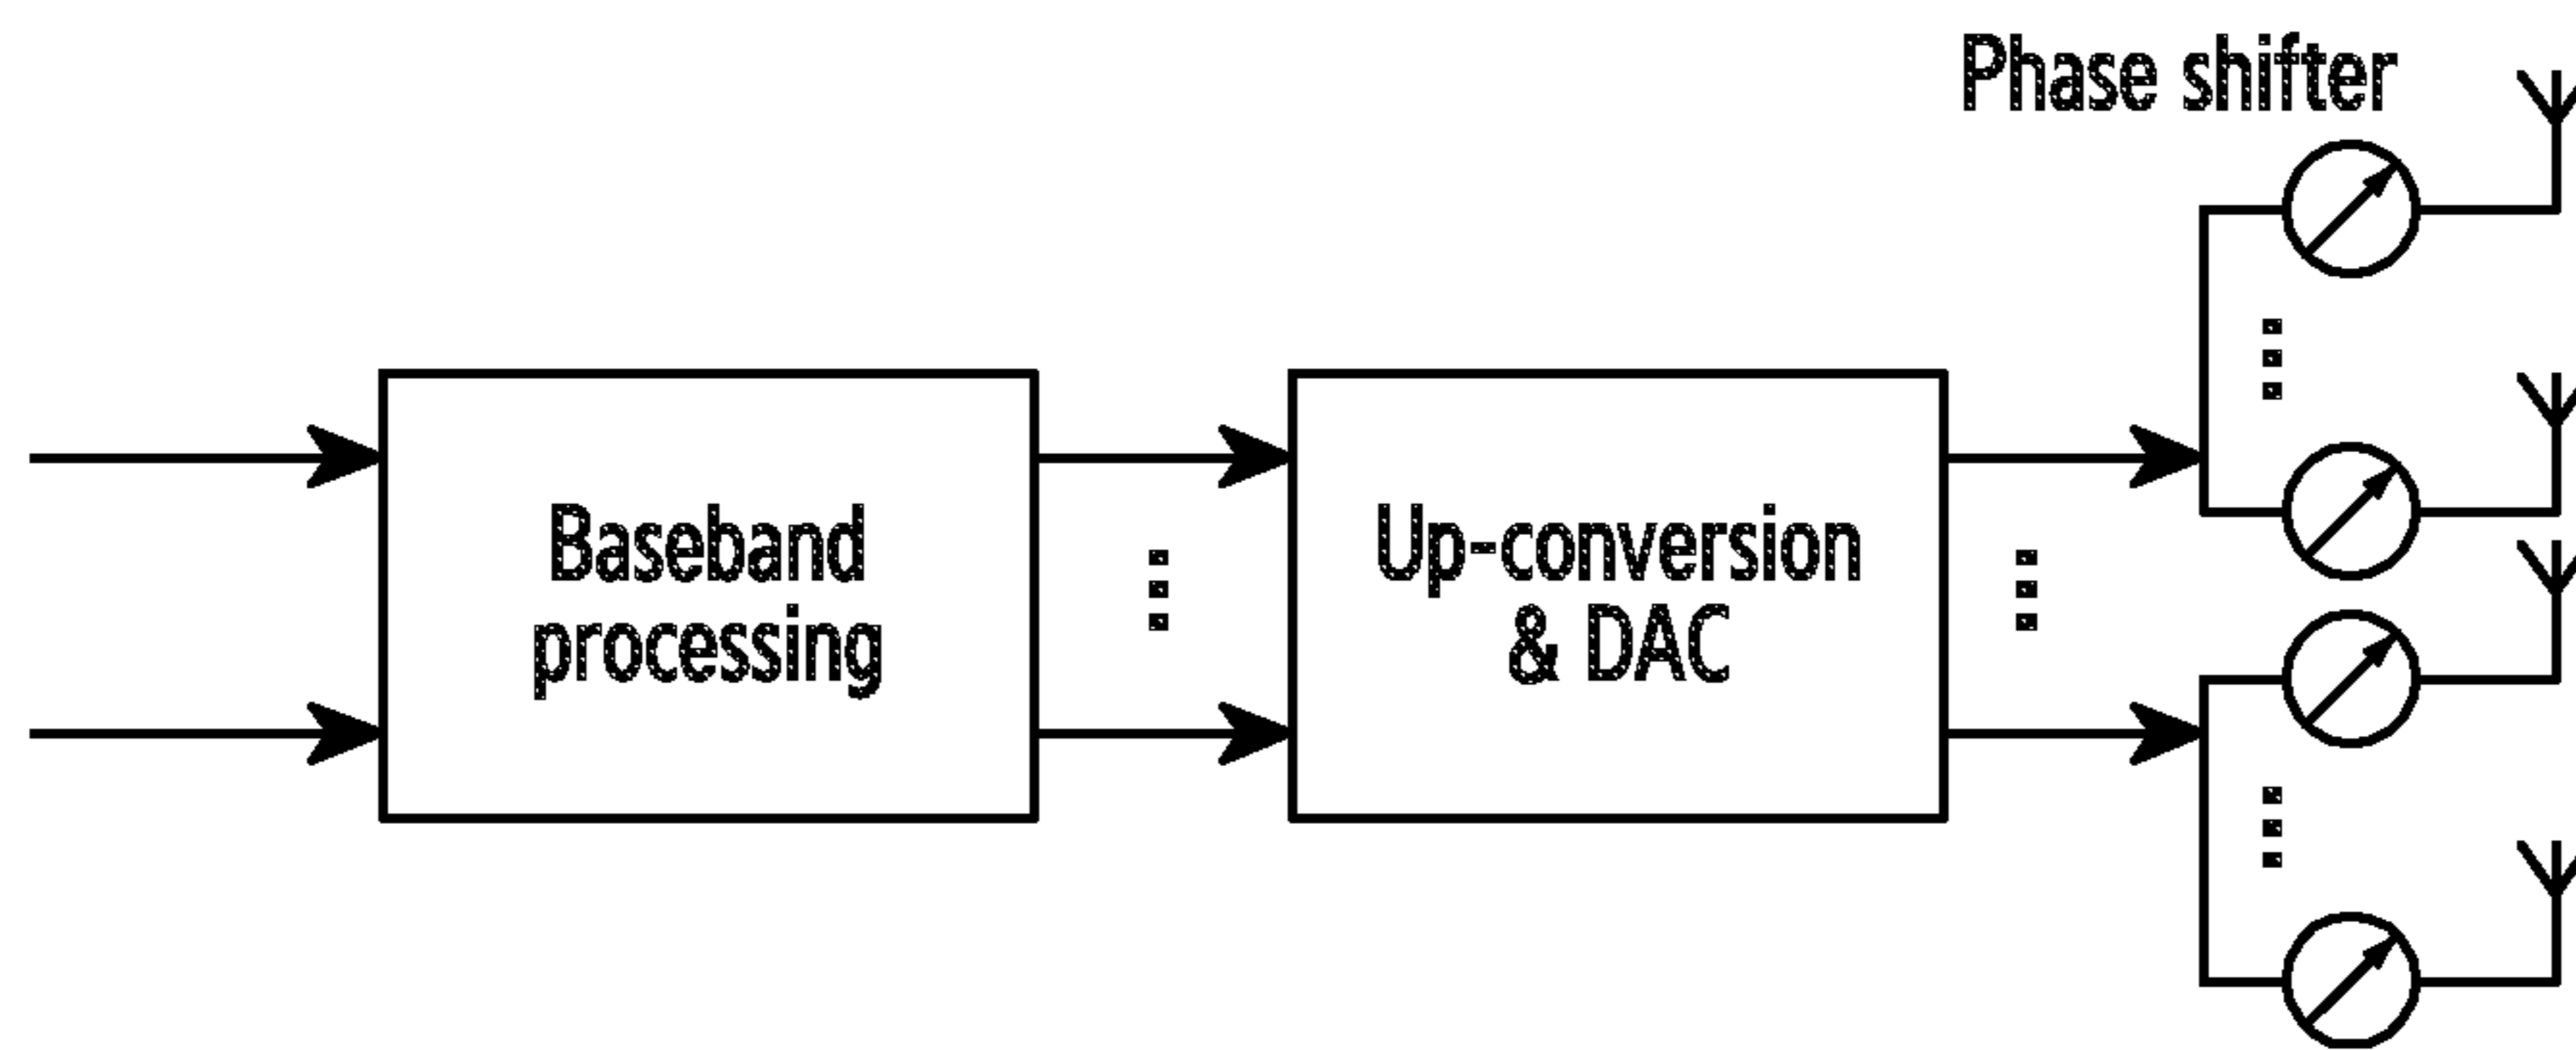 Phase shifter
Baseband
processing
Up-conversion
& DAC